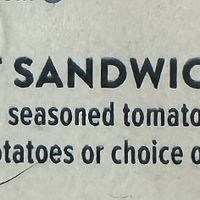 SANDWIC
seasoned tomato
otatoes or choice o